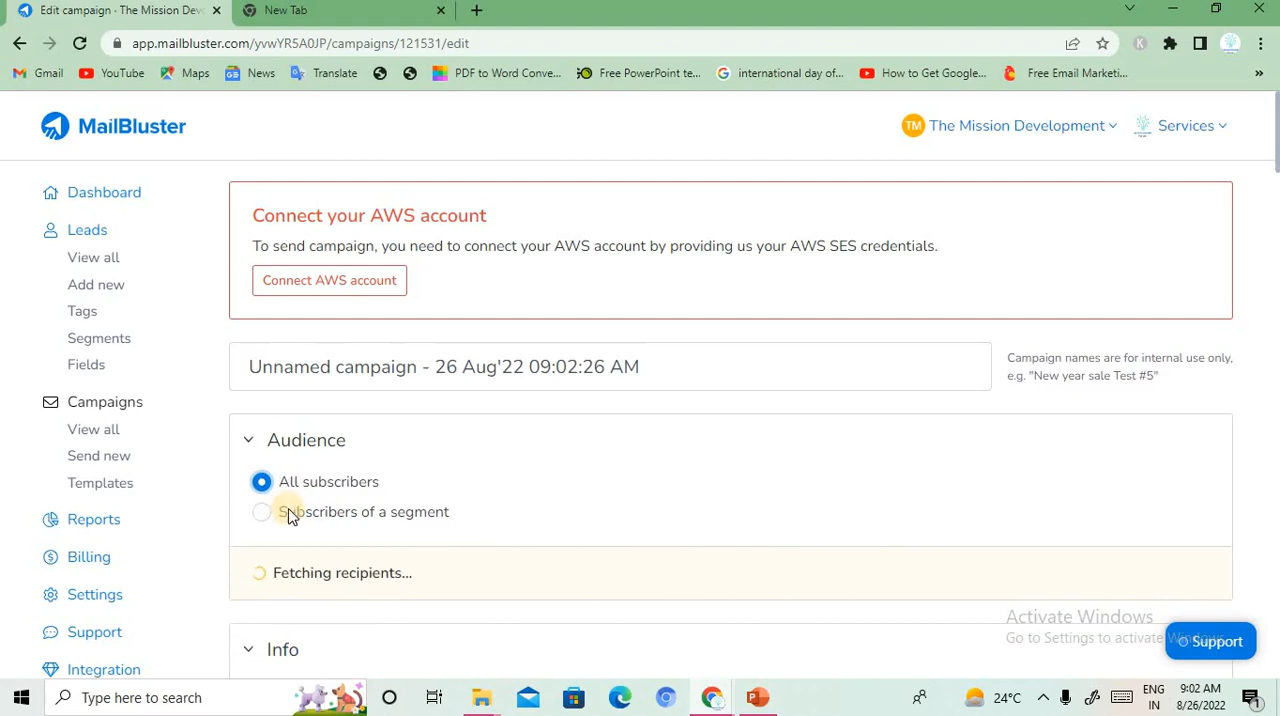 Edit campaign - The Mission Dev
New Tab
app.mailbluster.com/yvwYR5A0JP/campaigns/121531/edit
Gmail
YouTube
Maps
News
Translate
PDF to Word Conve...
Free PowerPoint te...
international day of...
How to Get Google...
Free Email Marketi...
MailBluster
TM
The Mission Development
Services
Dashboard
Leads
View all
Add new
Tags
Segments
Fields
Campaigns
View all
Send new
Templates
Reports
Billing
Settings
Support
Integration
Connect your AWS account
To send campaign, you need to connect your AWS account by providing us your AWS SES credentials.
Connect AWS account
Unnamed campaign - 26 Aug'22 09:02:26 AM
Campaign names are for internal use only,
e.g. "New year sale Test #5"
Audience
All subscribers
Subscribers of a segment
Fetching recipients...
Info
Activate Windows
Go to Settings to activate Windows.
Support
Type here to search
24°C
ENG
IN
9:02 AM
8/26/2022
1